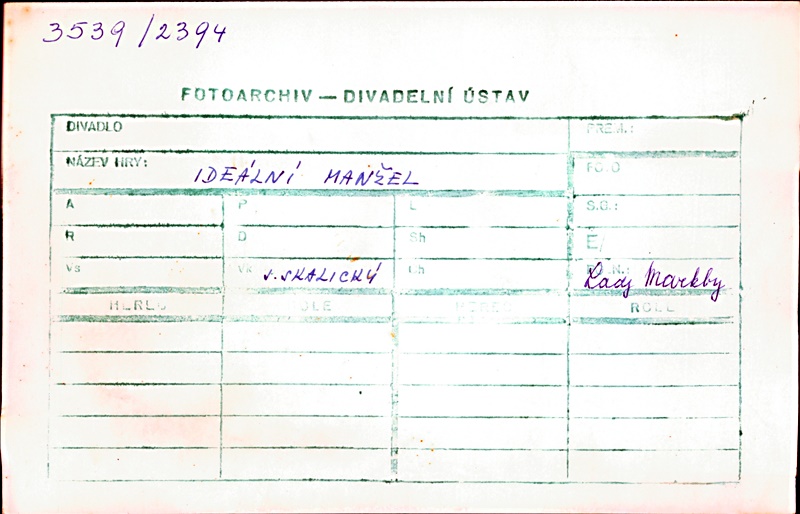 3539/2394
FOTOARCHIV — DIVADELNÍ ÚSTAV
DIVADLO PREM.:
NÁZEV HRY: IDEÁLNÍ MANŽEL FOTO
A P L S.O.:
R D Sh E/
Vs Vk J. SKALICKÝ Ch Lady Markby
HEREC ROLE HEREC ROLE